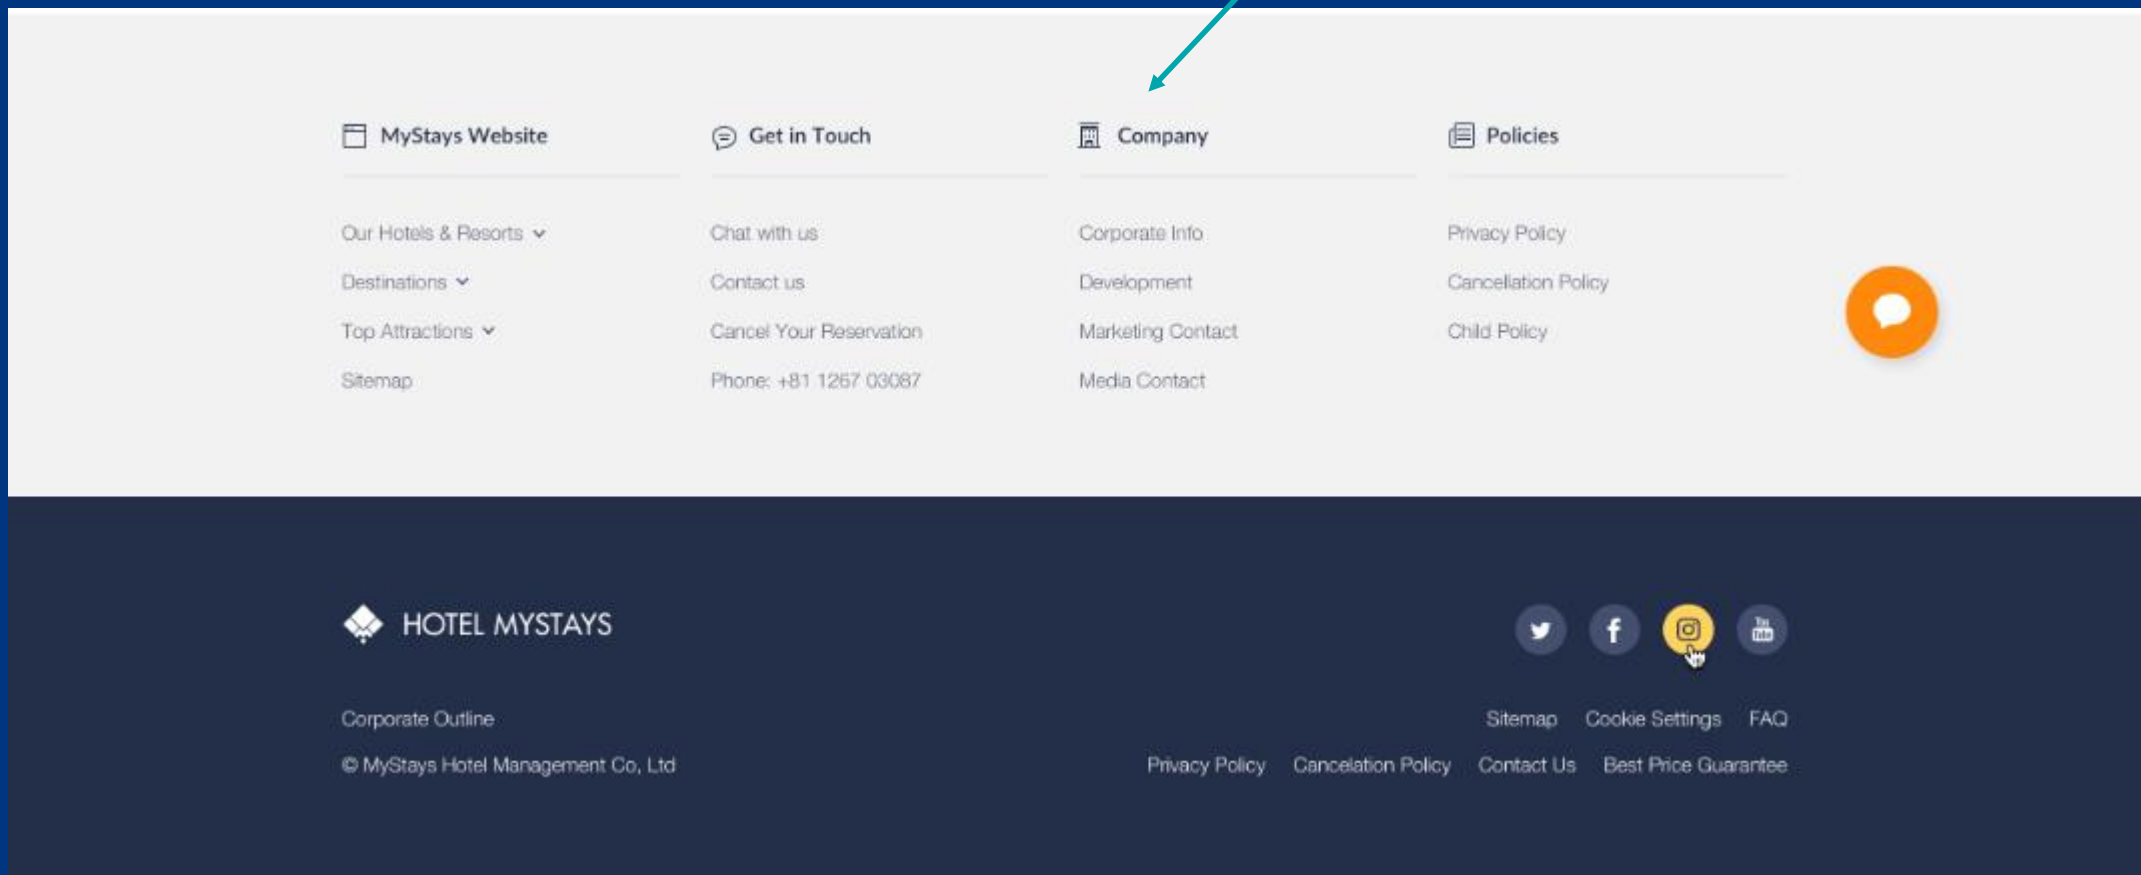 MyStays Website
Our Hotels & Resorts
Destinations
Top Attractions
Sitemap
Get in Touch
Chat with us
Contact us
Cancel Your Reservation
Phone: +81 1267 03087
Company
Corporate Info
Development
Marketing Contact
Media Contact
Policies
Privacy Policy
Cancellation Policy
Child Policy
HOTEL MYSTAYS
You Tube
Corporate Outline
Sitemap Cookie Settings FAQ
© MyStays Hotel Management Co, Ltd
Privacy Policy Cancelation Policy Contact Us Best Price Guarantee